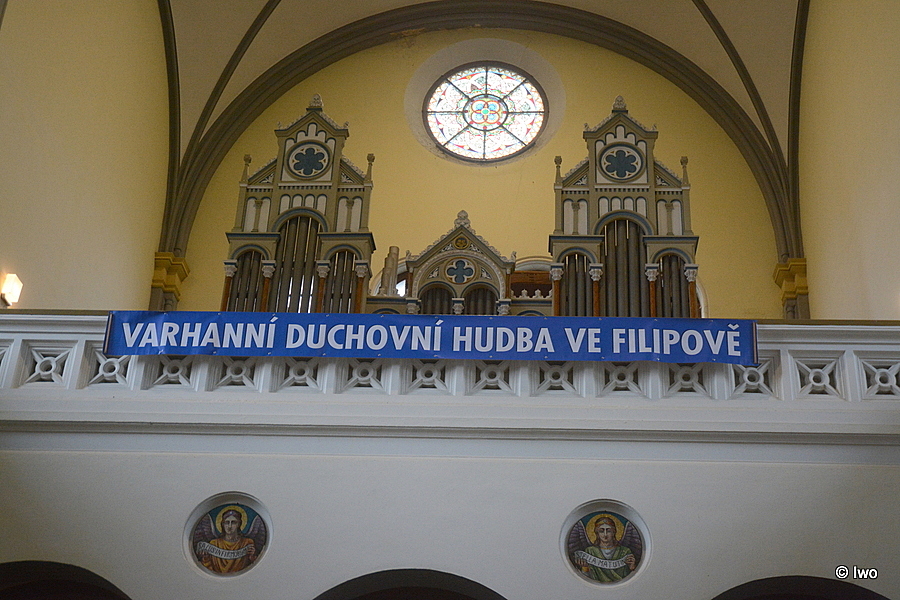 VARHANNÍ DUCHOVNÍ HUDBA VE FILIPOVĚ
© Iwo